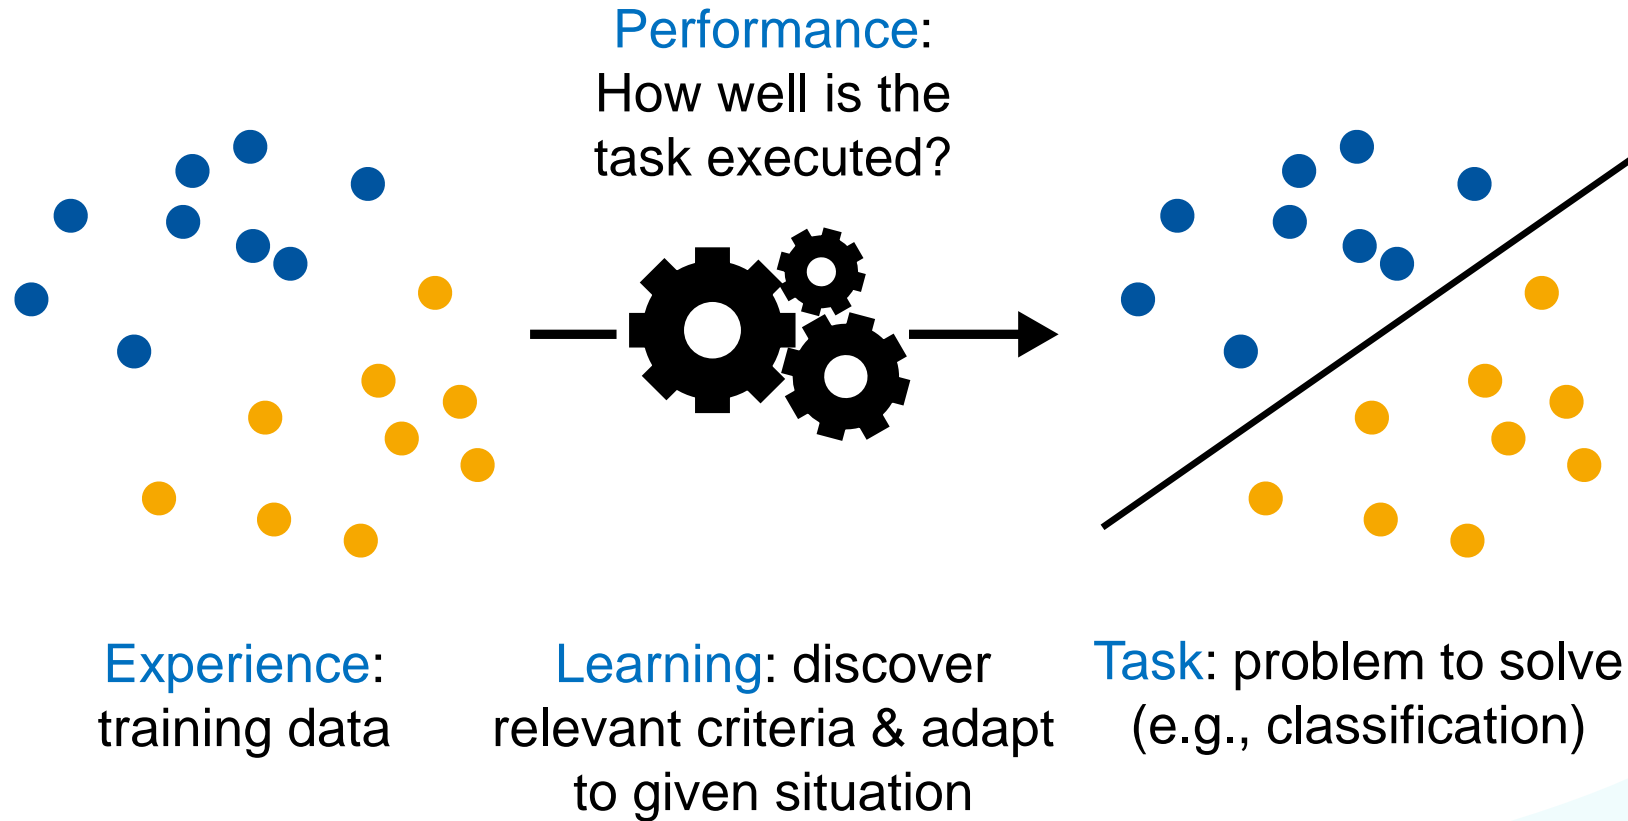 Performance:
How well is the
task executed?
Experience:
training data
Learning: discover
relevant criteria & adapt
to given situation
Task: problem to solve
(e.g., classification)